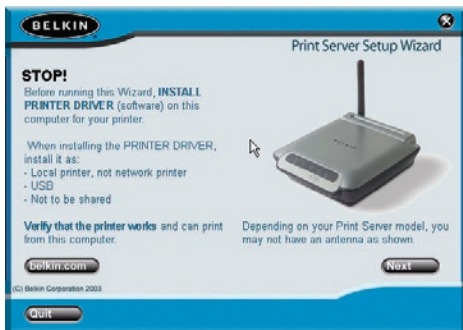 BELKIN
Print Server Setup Wizard
STOP!
Before running this Wizard, INSTALL
PRINTER DRIVER (software) on this
computer for your printer.
When installing the PRINTER DRIVER,
install it as:
- Local printer, not network printer
- USB
- Not to be shared
Verify that the printer works and can print
from this computer.
BELKIN
Depending on your Print Server model, you
may not have an antenna as shown.
belkin.com
Next
(C) Belkin Corporation 2003
Quit